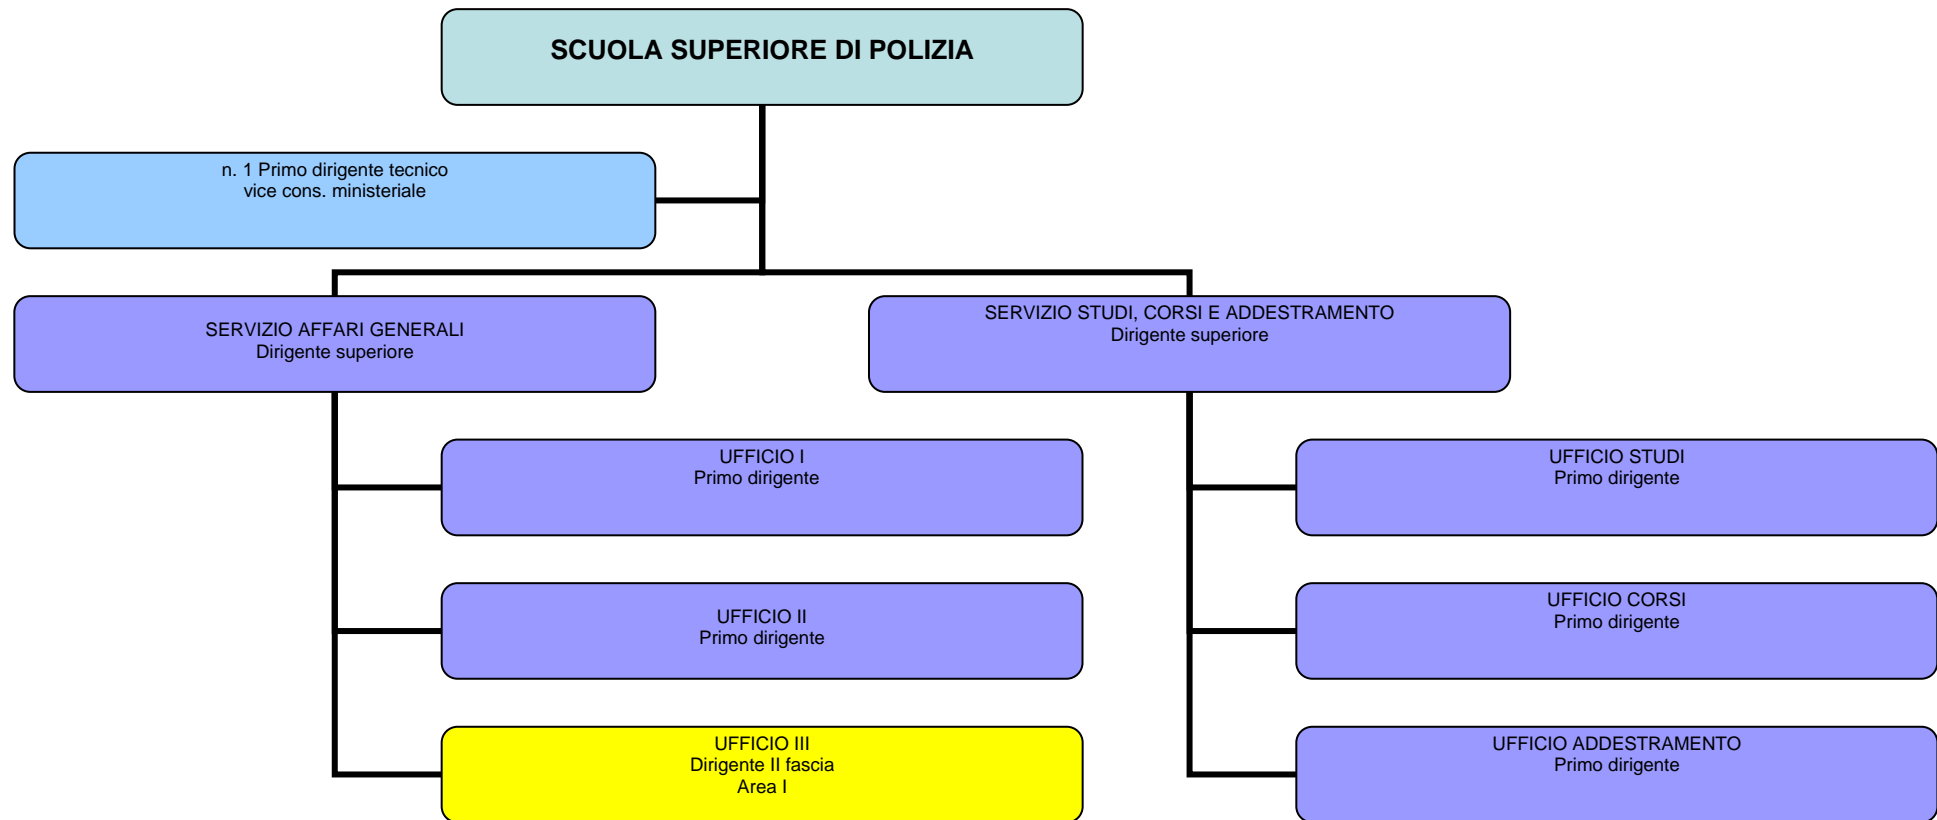 SCUOLA SUPERIORE DI POLIZIA
n. 1 Primo dirigente tecnico
vice cons. ministeriale
SERVIZIO AFFARI GENERALI
Dirigente superiore
SERVIZIO STUDI, CORSI E ADDESTRAMENTO
Dirigente superiore
UFFICIO I
Primo dirigente
UFFICIO STUDI
Primo dirigente
UFFICIO II
Primo dirigente
UFFICIO CORSI
Primo dirigente
UFFICIO III
Dirigente II fascia
Area I
UFFICIO ADDESTRAMENTO
Primo dirigente